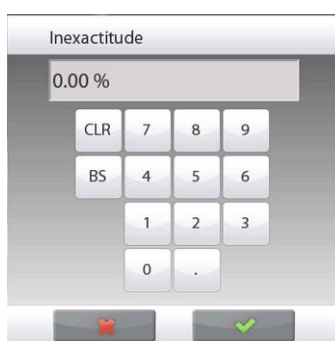 Inexactitude
0.00 %
CLR 7 8 9
BS 4 5 6
1 2 3
0 .